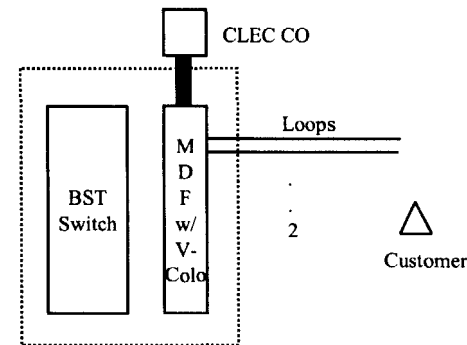 CLEC CO
Loops
M
D
F
w/
V-
Colo
BST
Switch
.
.
2
Customer